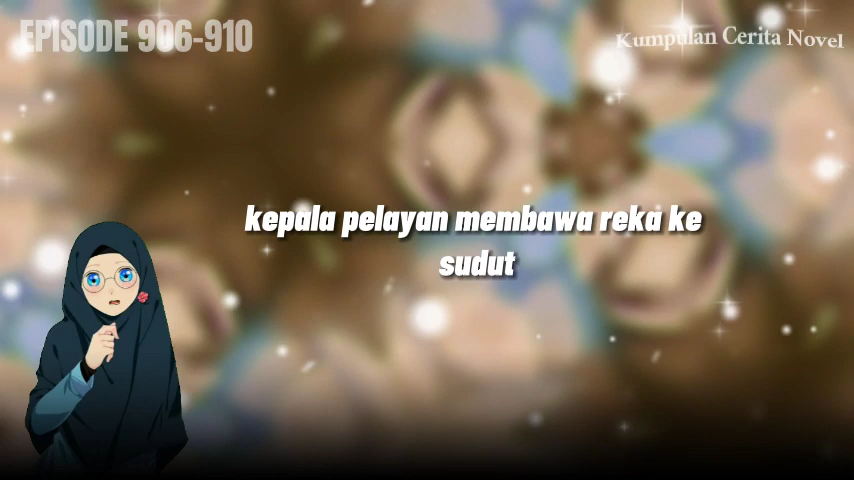 EPISODE 906-910
Kumpulan Cerita Novel
kepala pelayan membawa reka ke
sudut